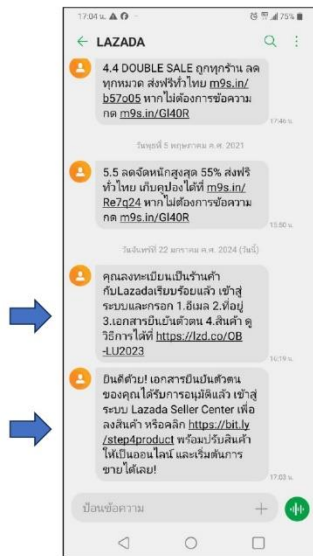 17:04 น.
75%
LAZADA
4.4 DOUBLE SALE ถูกทุกร้าน ลด
ทุกหมวด ส่งฟรีทั่วไทย m9s.in/
b57o05 หากไม่ต้องการข้อความ
กด m9s.in/GI40R
17:46 น.
วันพุธที่ 5 พฤษภาคม ค.ศ. 2021
5.5 ลดจัดหนักสูงสุด 55% ส่งฟรี
ทั่วไทย เก็บคูปองได้ที่ m9s.in/
Re7q24 หากไม่ต้องการข้อความ
กด m9s.in/GI40R
วันจันทร์ที่ 22 มกราคม ค.ศ. 2024 (วันนี้)
คุณลงทะเบียนเป็นร้านค้า
กับLazadaเรียบร้อยแล้ว เข้าสู่
ระบบและกรอก 1.อีเมล 2.ที่อยู่
3.เอกสารยืนยันตัวตน 4.สินค้า ดู
วิธีการได้ที่ https://lzd.co/OB
-LU2023
16:19 น.
ยินดีด้วย! เอกสารยืนยันตัวตน
ของคุณได้รับการอนุมัติแล้ว เข้าสู่
ระบบ Lazada Seller Center เพื่อ
ลงสินค้า หรือคลิก https://bit.ly
/step4product พร้อมปรับสินค้า
ให้เป็นออนไลน์ และเริ่มต้นการ
ขายได้เลย!
17:03 น.
ป้อนข้อความ